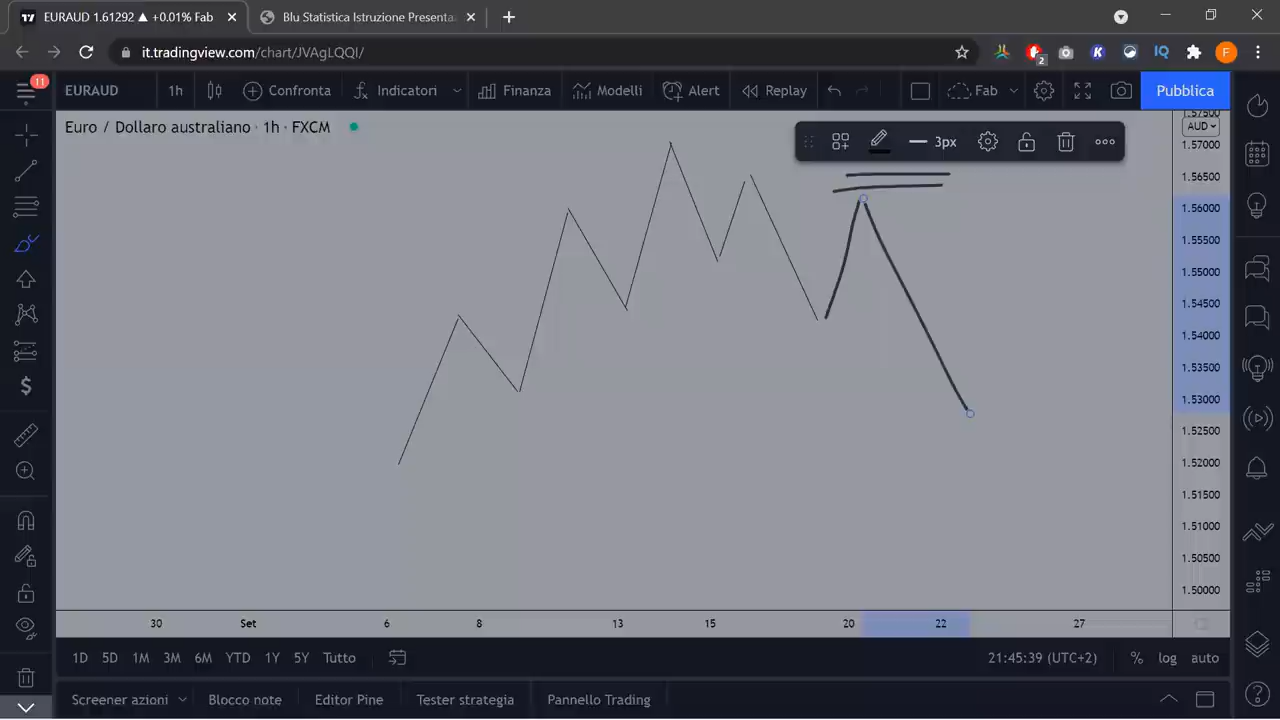 EURAUD 1.61292 ▲ +0.01% Fab
Blu Statistica Istruzione Presenta
it.tradingview.com/chart/JVAgLQQI/
2
K
IQ
F
11
EURAUD
1h
Confronta
Indicatori
Finanza
Modelli
Alert
Replay
Fab
Pubblica
Euro / Dollaro australiano · 1h · FXCM
3px
1.57500
AUD
1.57000
1.56500
1.56000
1.55500
1.55000
1.54500
1.54000
1.53500
1.53000
1.52500
1.52000
1.51500
1.51000
1.50500
1.50000
30 Set 6 8 13 15 20 22 27
1D 5D 1M 3M 6M YTD 1Y 5Y Tutto
21:45:39 (UTC+2) % log auto
Screener azioni Blocco note Editor Pine Tester strategia Pannello Trading